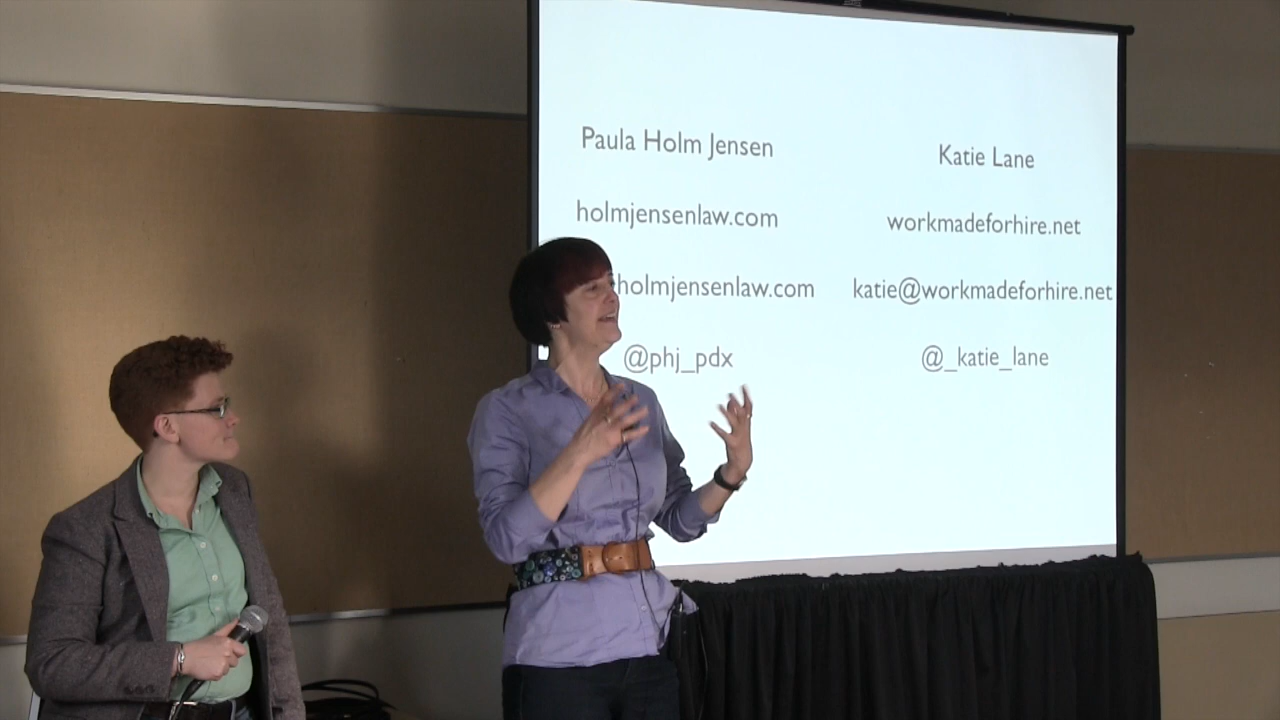 Paula Holm Jensen
holmjensenlaw.com
holmjensenlaw.com
@phj_pdx
Katie Lane
workmadeforhire.net
katie@workmadeforhire.net
@_katie_lane